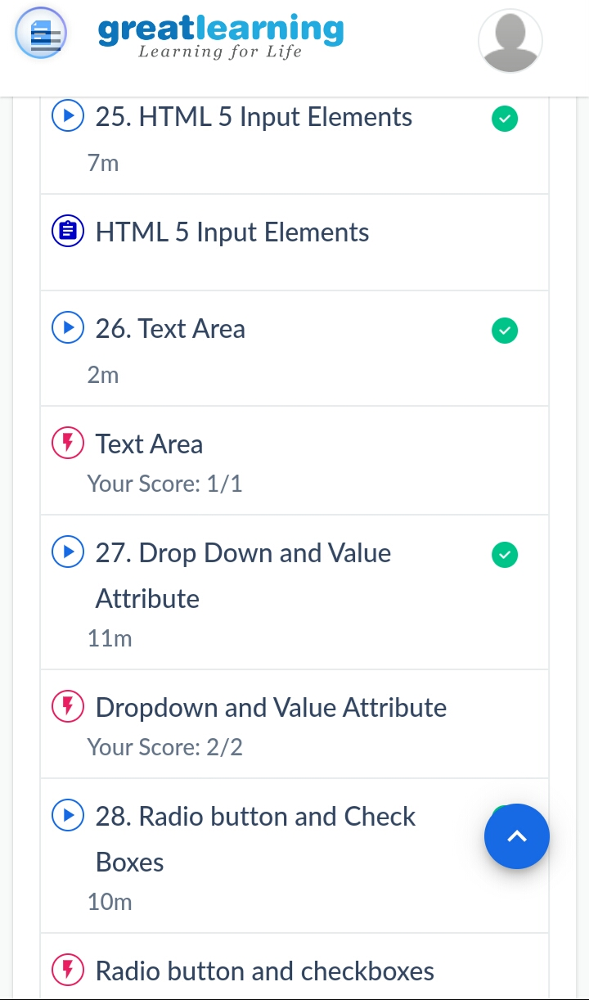 greatlearning
Learning for Life
25. HTML 5 Input Elements
7m
HTML 5 Input Elements
26. Text Area
2m
Text Area
Your Score: 1/1
27. Drop Down and Value
Attribute
11m
Dropdown and Value Attribute
Your Score: 2/2
28. Radio button and Check
Boxes
10m
Radio button and checkboxes